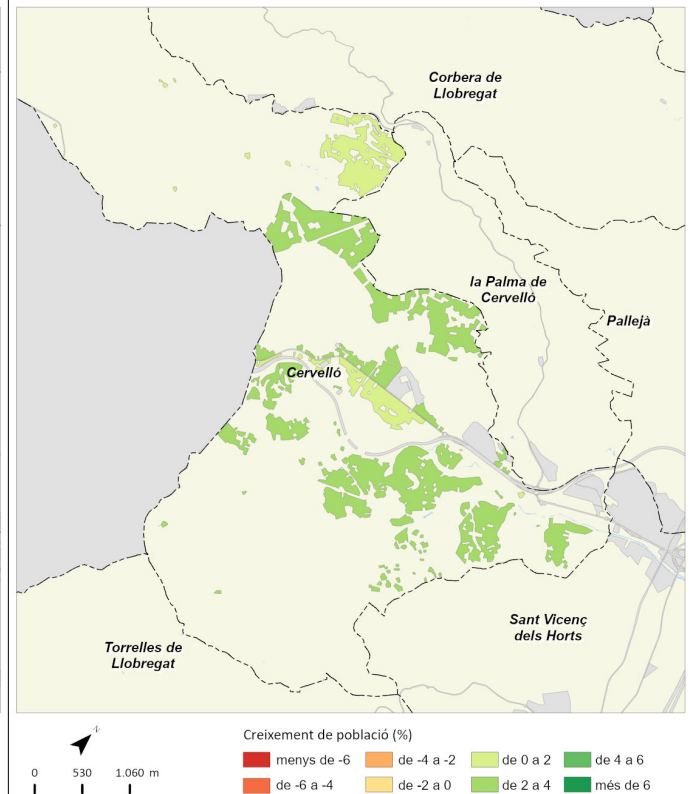 Corbera de
Llobregat
la Palma de
Cervelló
Pallejà
Cervelló
Sant Vicenç
dels Horts
Torrelles de
Llobregat
N
0 530 1.060 m
Creixement de població (%)
menys de -6 de -4 a -2 de 0 a 2 de 4 a 6
de -6 a -4 de -2 a 0 de 2 a 4 més de 6